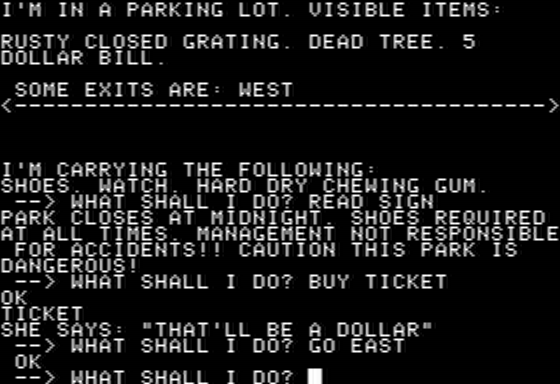 I'M IN A PARKING LOT. VISIBLE ITEMS:
RUSTY CLOSED GRATING. DEAD TREE. 5
DOLLAR BILL.
SOME EXITS ARE: WEST
<---------------------------------------->
I'M CARRYING THE FOLLOWING:
SHOES. WATCH. HARD DRY CHEWING GUM.
--> WHAT SHALL I DO? READ SIGN
PARK CLOSES AT MIDNIGHT. SHOES REQUIRED
AT ALL TIMES. MANAGEMENT NOT RESPONSIBLE
FOR ACCIDENTS!! CAUTION THIS PARK IS
DANGEROUS!
--> WHAT SHALL I DO? BUY TICKET
OK
TICKET
SHE SAYS: "THAT'LL BE A DOLLAR"
--> WHAT SHALL I DO? GO EAST
OK
--> WHAT SHALL I DO?